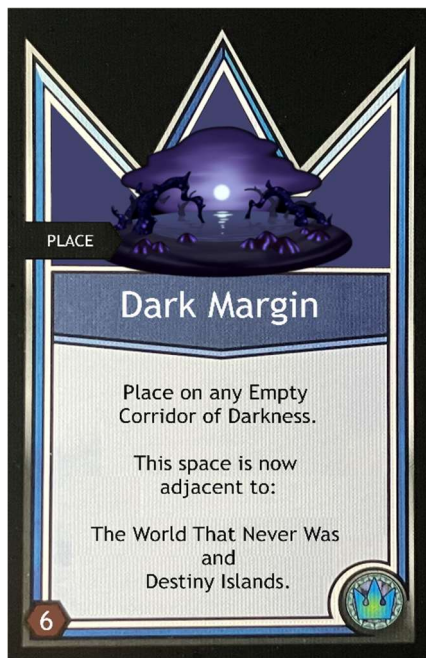 PLACE
Dark Margin
Place on any Empty
Corridor of Darkness.
This space is now
adjacent to:
The World That Never Was
and
Destiny Islands.
6